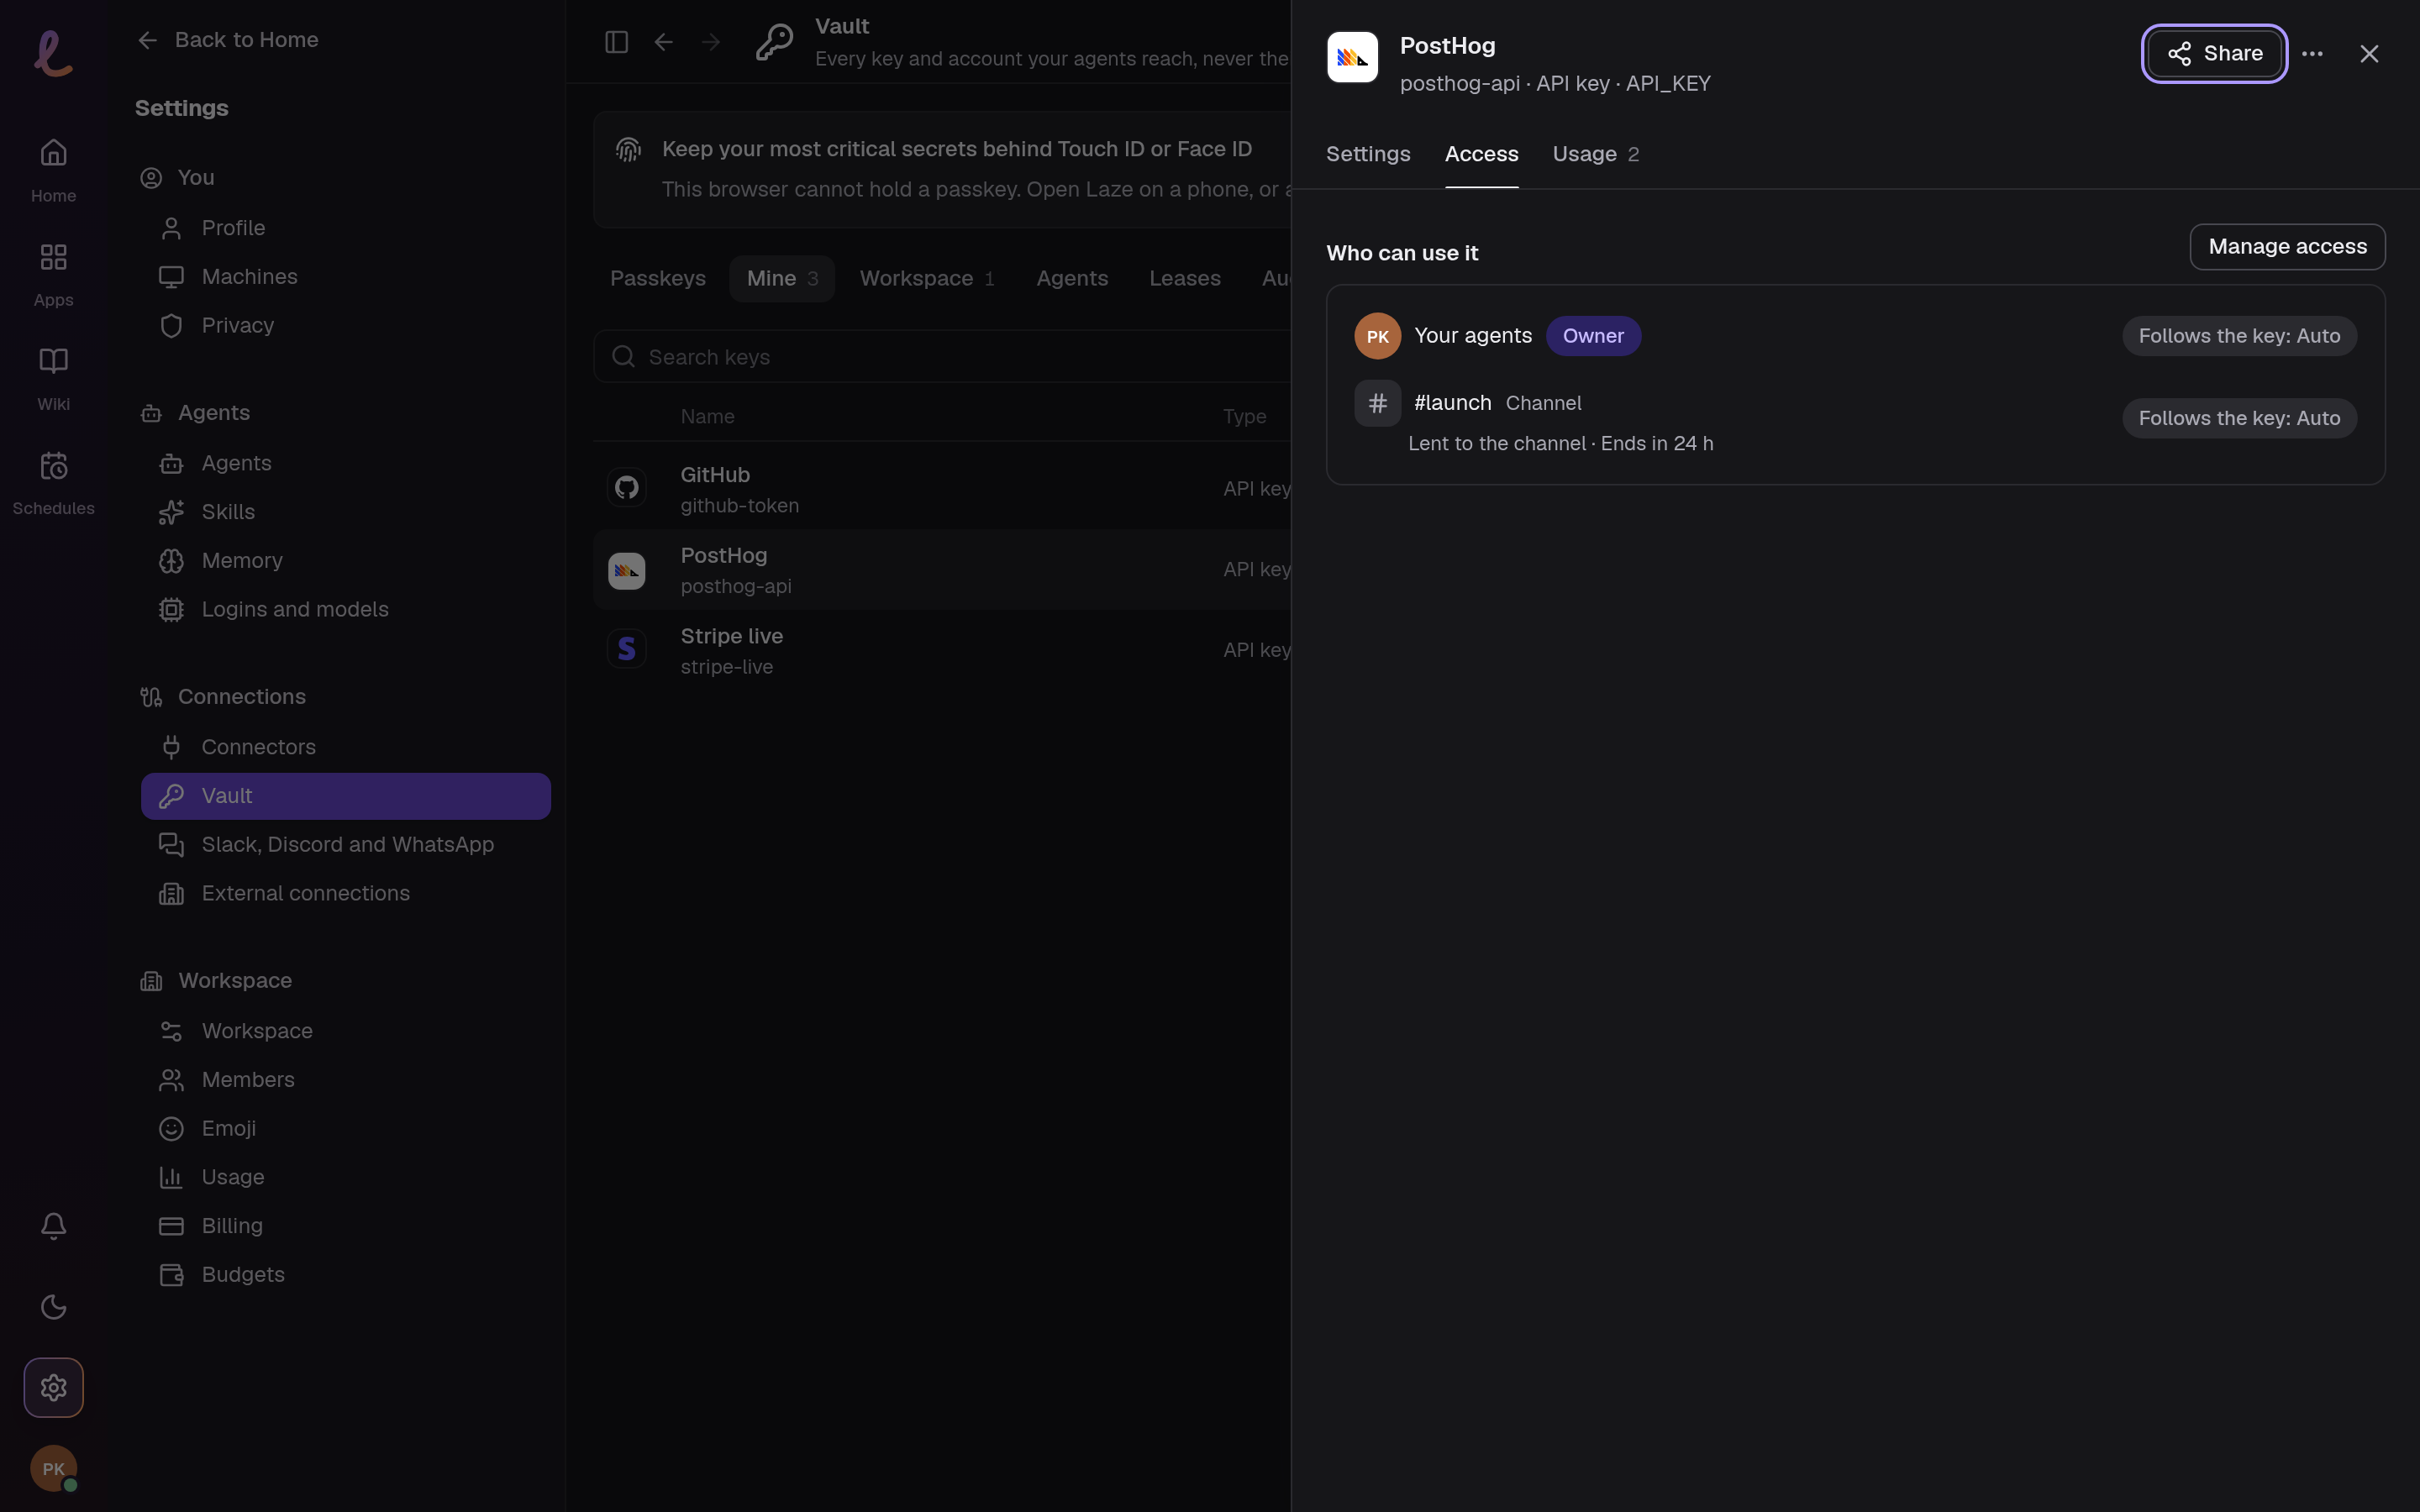 Home
Apps
Wiki
Schedules
PK
Back to Home
Settings
You
Profile
Machines
Privacy
Agents
Agents
Skills
Memory
Logins and models
Connections
Connectors
Vault
Slack, Discord and WhatsApp
External connections
Workspace
Workspace
Members
Emoji
Usage
Billing
Budgets
Vault
Every key and account your agents reach, never the
Keep your most critical secrets behind Touch ID or Face ID
This browser cannot hold a passkey. Open Laze on a phone, or
Passkeys Mine 3 Workspace 1 Agents Leases
Search keys
Name Type
GitHub
github-token
API key
PostHog
posthog-api
API key
Stripe live
stripe-live
API key
PostHog
posthog-api · API key · API_KEY
Share
Settings Access Usage 2
Who can use it
Manage access
PK Your agents Owner Follows the key: Auto
#launch Channel
Lent to the channel · Ends in 24 h
Follows the key: Auto